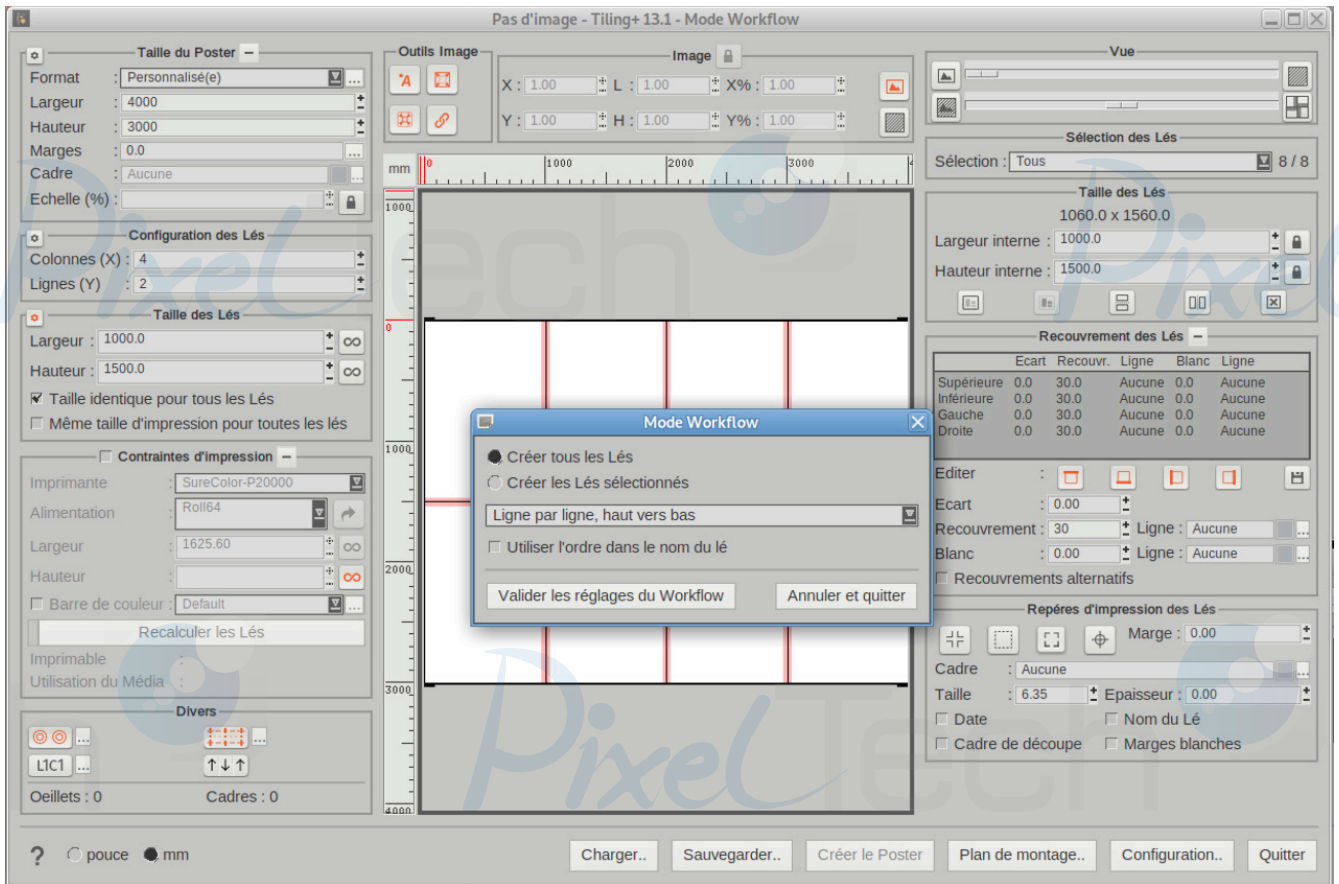 Pas d'image - Tiling+ 13.1 - Mode Workflow
Taille du Poster
Format : Personnalisé(e) ...
Largeur : 4000
Hauteur : 3000
Marges : 0.0 ...
Cadre : Aucune ...
Echelle (%) :
Configuration des Lés
Colonnes (X) : 4
Lignes (Y) : 2
Taille des Lés
Largeur : 1000.0
Hauteur : 1500.0
Taille identique pour tous les Lés
Même taille d'impression pour toutes les lés
Contraintes d'impression
Imprimante : SureColor-P20000
Alimentation : Roll64
Largeur : 1625.60
Hauteur :
Barre de couleur : Default ...
Recalculer les Lés
Imprimable :
Utilisation du Média :
Divers
...
...
L1C1 ...
Oeillets : 0 Cadres : 0
Outils Image
Image
X : 1.00 L : 1.00 X% : 1.00
Y : 1.00 H : 1.00 Y% : 1.00
mm
0 1000 2000 3000 4
1000
0
1000
2000
3000
4000
Mode Workflow
Créer tous les Lés
Créer les Lés sélectionnés
Ligne par ligne, haut vers bas
Utiliser l'ordre dans le nom du lé
Valider les réglages du Workflow
Annuler et quitter
Vue
Sélection des Lés
Sélection : Tous 8 / 8
Taille des Lés
1060.0 x 1560.0
Largeur interne : 1000.0
Hauteur interne : 1500.0
Recouvrement des Lés
Ecart Recouvr. Ligne Blanc Ligne
Supérieure 0.0 30.0 Aucune 0.0 Aucune
Inférieure 0.0 30.0 Aucune 0.0 Aucune
Gauche 0.0 30.0 Aucune 0.0 Aucune
Droite 0.0 30.0 Aucune 0.0 Aucune
Editer :
Ecart : 0.00
Recouvrement : 30 Ligne : Aucune ...
Blanc : 0.00 Ligne : Aucune ...
Recouvrements alternatifs
Repéres d'impression des Lés
Marge : 0.00
Cadre : Aucune ...
Taille : 6.35 Epaisseur : 0.00
Date Nom du Lé
Cadre de découpe Marges blanches
? pouce mm
Charger..
Sauvegarder..
Créer le Poster
Plan de montage..
Configuration..
Quitter
PixelTech
PixelTech
PixelTech